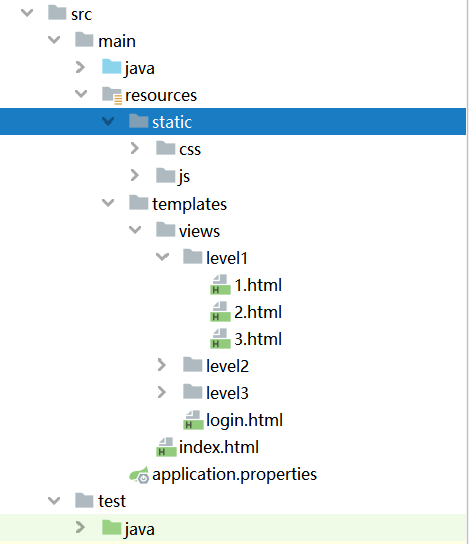 src
main
java
resources
static
css
js
templates
views
level1
1.html
2.html
3.html
level2
level3
login.html
index.html
application.properties
test
java